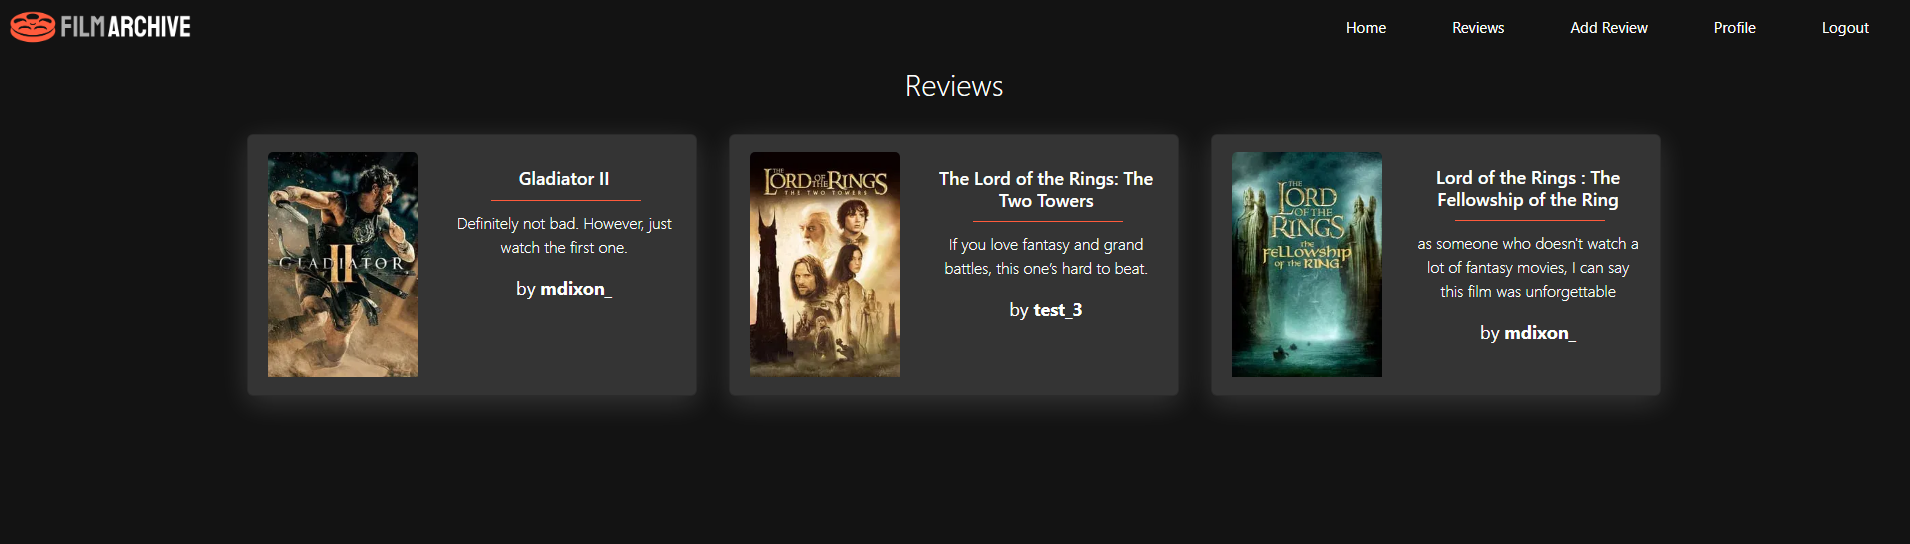 FILMARCHIVE
Home Reviews Add Review Profile Logout
Reviews
GLADIATOR
II
Gladiator II
Definitely not bad. However, just
watch the first one.
by mdixon_
THE
LORD OF THE RINGS
THE TWO TOWERS
The Lord of the Rings: The
Two Towers
If you love fantasy and grand
battles, this one’s hard to beat.
by test_3
THE
LORD
OF THE
RINGS
THE
FELLOWSHIP
OF THE RING
Lord of the Rings : The
Fellowship of the Ring
as someone who doesn't watch a
lot of fantasy movies, I can say
this film was unforgettable
by mdixon_